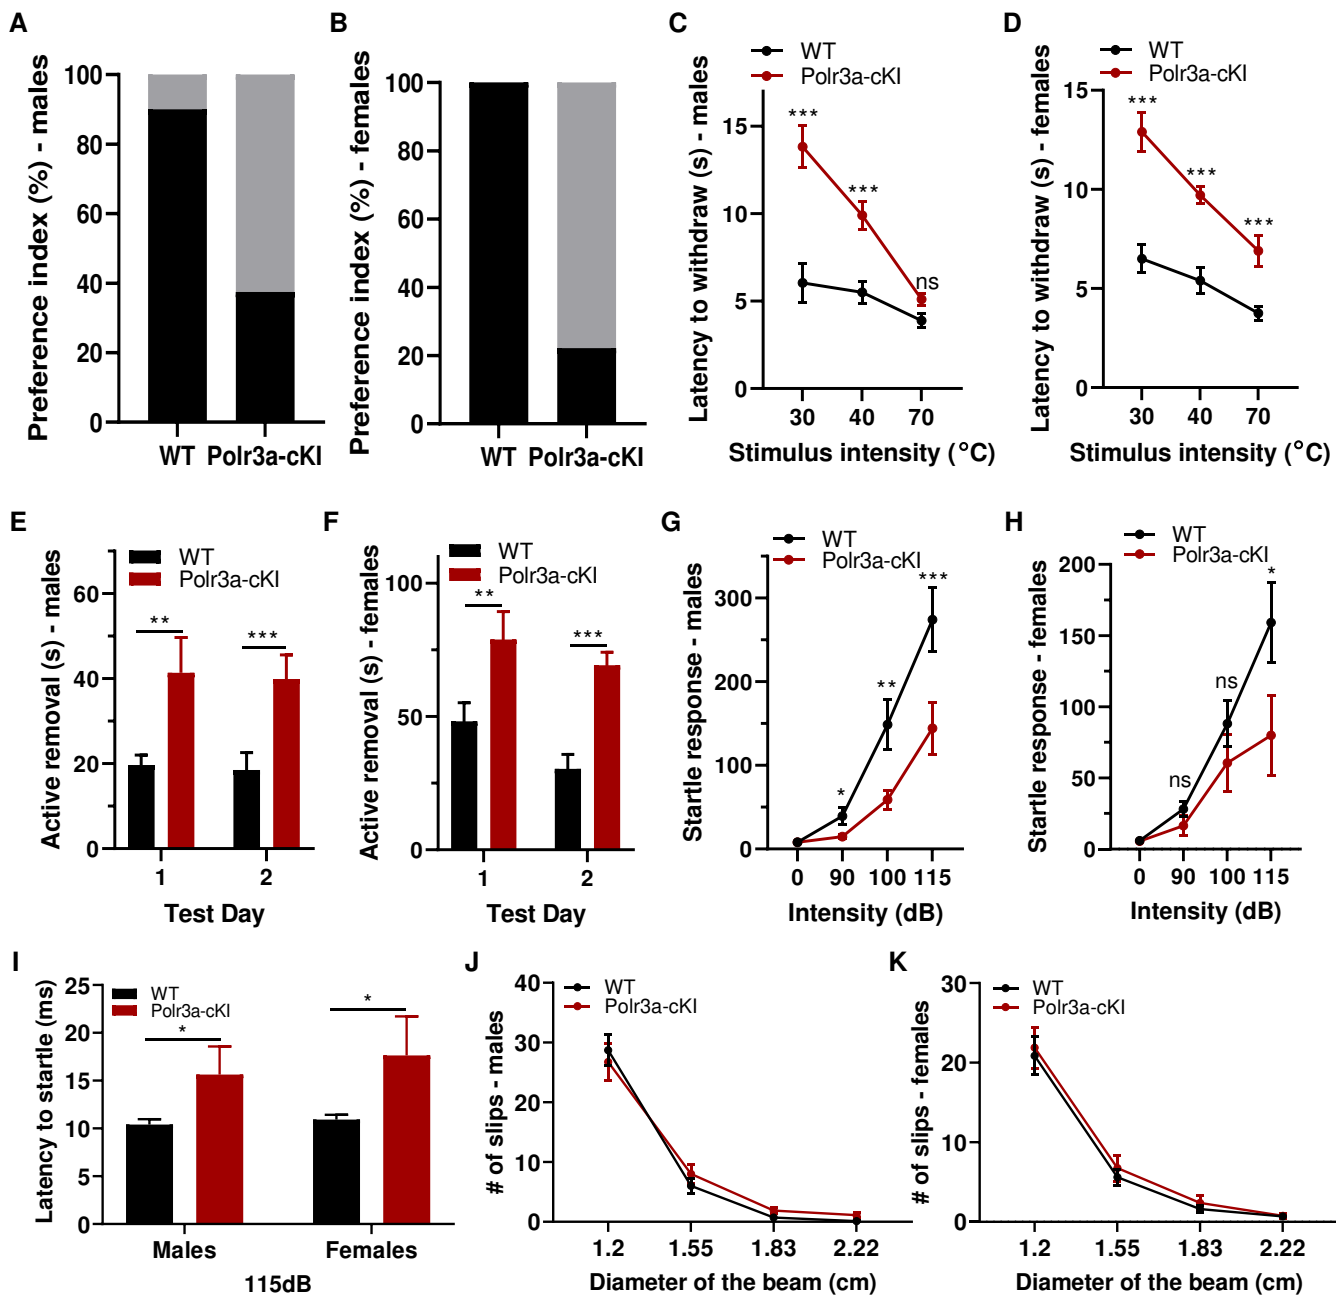 A
Preference index (%) - males
100
80
60
40
20
0
WT Polr3a-cKI
B
Preference index (%) - females
100
80
60
40
20
0
WT Polr3a-cKI
C
WT
Polr3a-cKI
Latency to withdraw (s) - males
15
10
5
0
***
***
ns
30 40 70
Stimulus intensity (°C)
D
WT
Polr3a-cKI
Latency to withdraw (s) - females
15
10
5
0
***
***
***
30 40 70
Stimulus intensity (°C)
E
WT
Polr3a-cKI
Active removal (s) - males
60
40
20
0
**
***
1 2
Test Day
F
WT
Polr3a-cKI
Active removal (s) - females
100
50
0
**
***
1 2
Test Day
G
WT
Polr3a-cKI
Startle response - males
300
200
100
0
*
**
***
0 90 100 115
Intensity (dB)
H
WT
Polr3a-cKI
Startle response - females
200
150
100
50
0
ns
ns
*
0 90 100 115
Intensity (dB)
I
WT
Polr3a-cKI
Latency to startle (ms)
25
20
15
10
5
0
*
*
Males Females
115dB
J
WT
Polr3a-cKI
# of slips - males
40
30
20
10
0
1.2 1.55 1.83 2.22
Diameter of the beam (cm)
K
WT
Polr3a-cKI
# of slips - females
30
20
10
0
1.2 1.55 1.83 2.22
Diameter of the beam (cm)